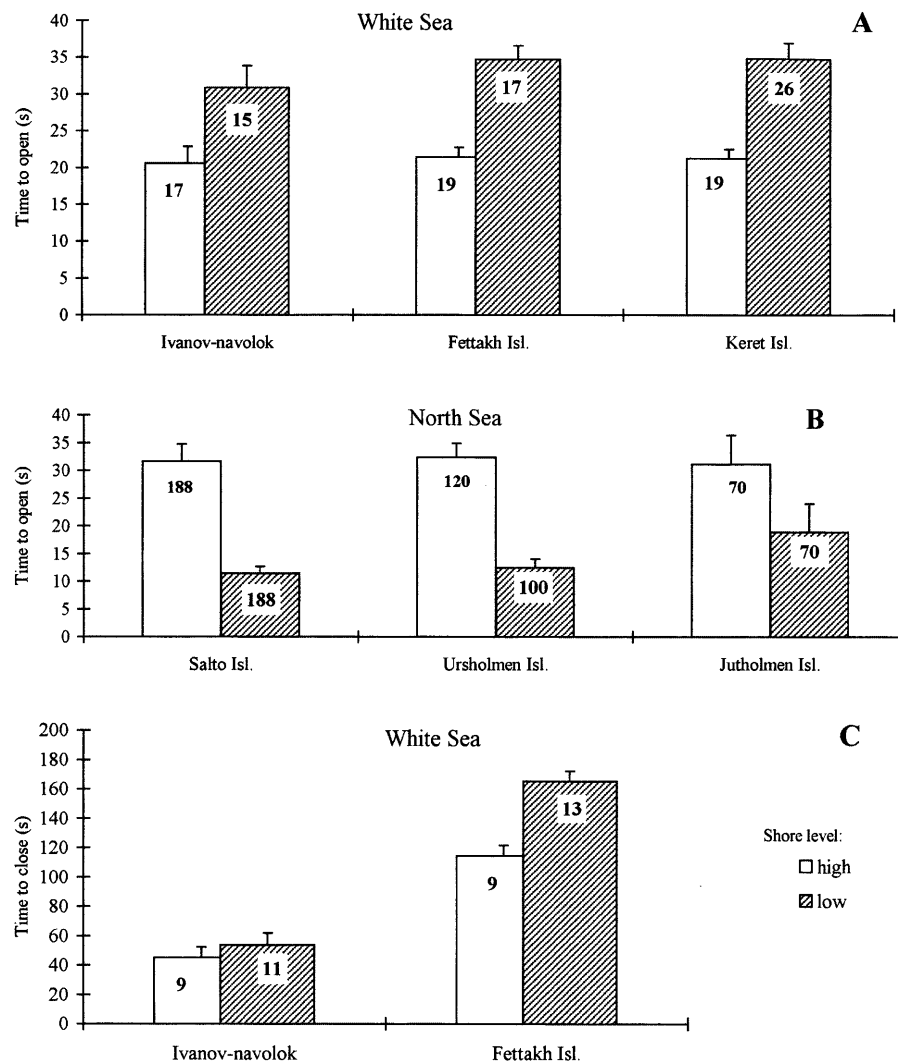 White Sea
A
Time to open (s)
40
35
30
25
20
15
10
5
0
17
15
19
17
19
26
Ivanov-navolok
Fettakh Isl.
Keret Isl.
North Sea
B
Time to open (s)
40
35
30
25
20
15
10
5
0
188
188
120
100
70
70
Salto Isl.
Ursholmen Isl.
Jutholmen Isl.
White Sea
C
Time to close (s)
200
180
160
140
120
100
80
60
40
20
0
9
11
9
13
Ivanov-navolok
Fettakh Isl.
Shore level:
high
low